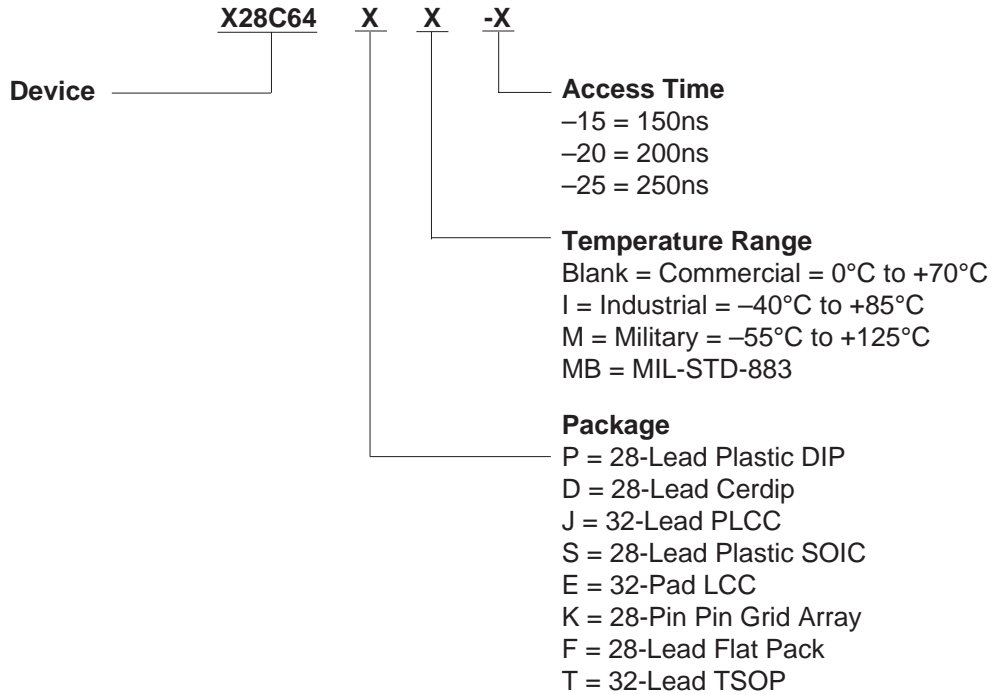 X28C64 X X -X
Device
Access Time
–15 = 150ns
–20 = 200ns
–25 = 250ns
Temperature Range
Blank = Commercial = 0°C to +70°C
I = Industrial = –40°C to +85°C
M = Military = –55°C to +125°C
MB = MIL-STD-883
Package
P = 28-Lead Plastic DIP
D = 28-Lead Cerdip
J = 32-Lead PLCC
S = 28-Lead Plastic SOIC
E = 32-Pad LCC
K = 28-Pin Pin Grid Array
F = 28-Lead Flat Pack
T = 32-Lead TSOP